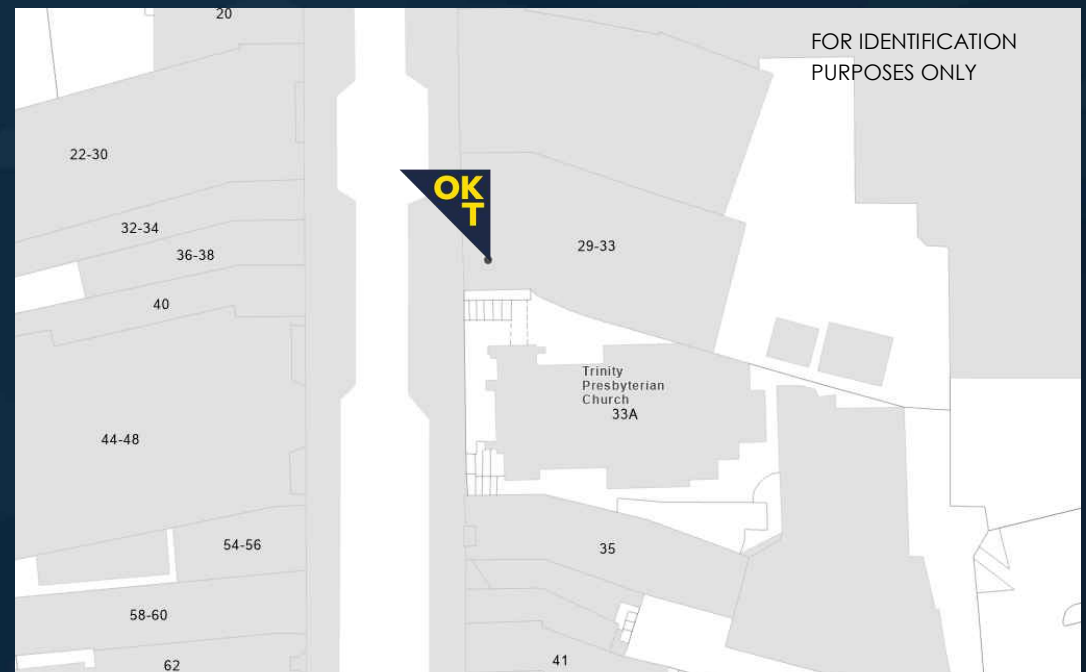 20
FOR IDENTIFICATION
PURPOSES ONLY
22-30
OK
T
32-34
29-33
36-38
40
Trinity
Presbyterian
Church
33A
44-48
54-56
35
58-60
41
62